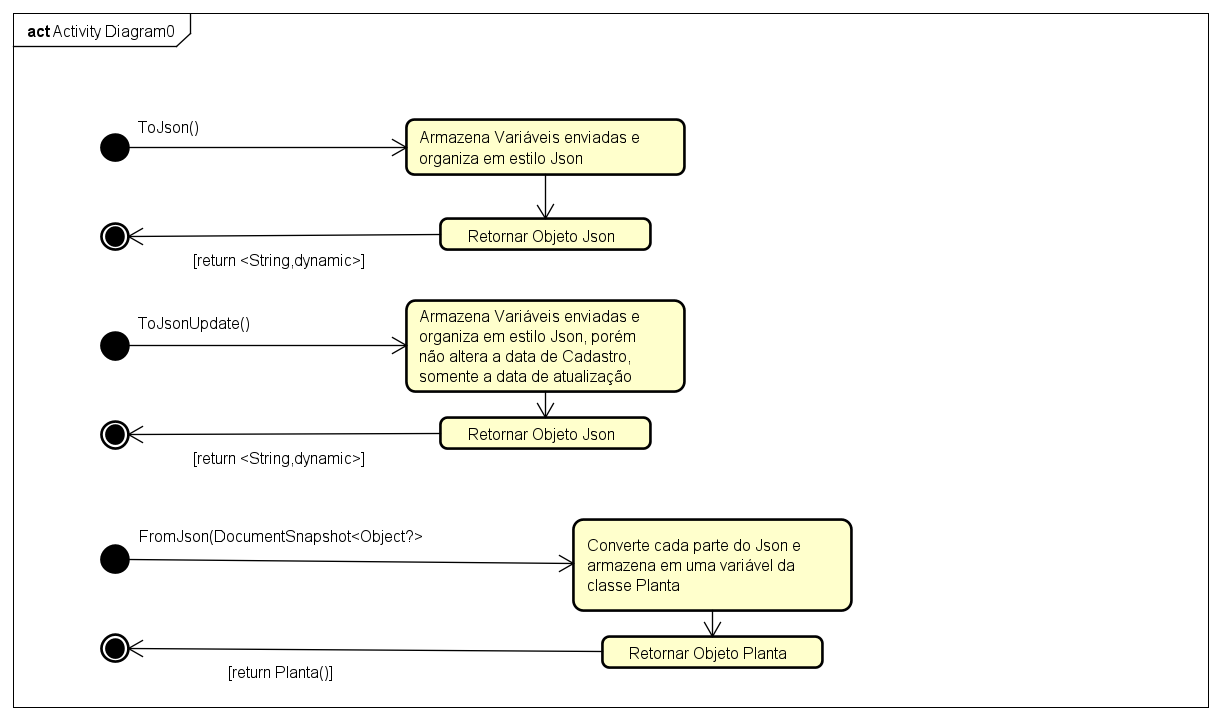 act Activity Diagram0
ToJson()
Armazena Variáveis enviadas e
organiza em estilo Json
Retornar Objeto Json
[return <String,dynamic>]
ToJsonUpdate()
Armazena Variáveis enviadas e
organiza em estilo Json, porém
não altera a data de Cadastro,
somente a data de atualização
Retornar Objeto Json
[return <String,dynamic>]
FromJson(DocumentSnapshot<Object?>
Converte cada parte do Json e
armazena em uma variável da
classe Planta
Retornar Objeto Planta
[return Planta()]